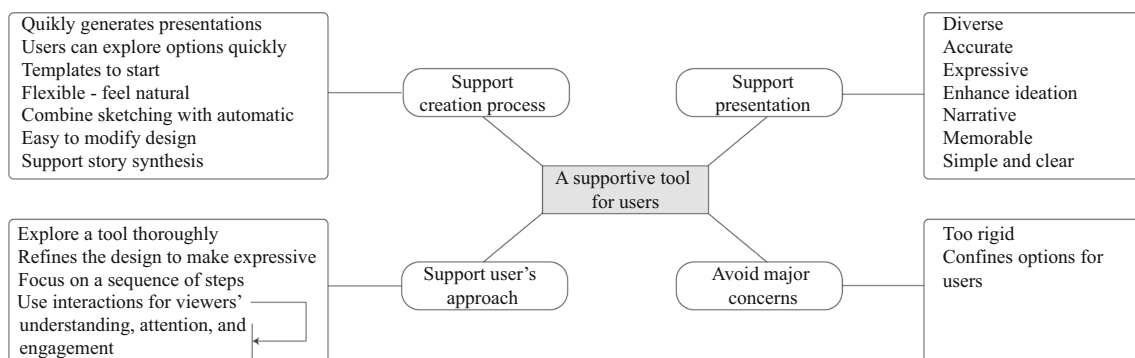 Quikly generates presentations
Users can explore options quickly
Templates to start
Flexible - feel natural
Combine sketching with automatic
Easy to modify design
Support story synthesis
Support
creation process
Support
presentation
Diverse
Accurate
Expressive
Enhance ideation
Narrative
Memorable
Simple and clear
A supportive tool
for users
Explore a tool thoroughly
Refines the design to make expressive
Focus on a sequence of steps
Use interactions for viewers’
understanding, attention, and
engagement
Support user’s
approach
Avoid major
concerns
Too rigid
Confines options for
users